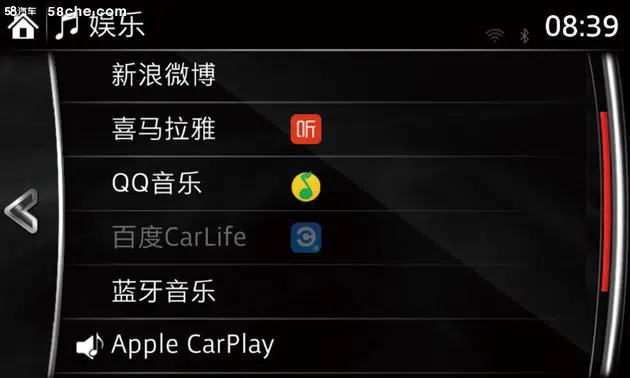 58汽车 58che.com
娱乐
08:39
新浪微博
喜马拉雅
听
QQ音乐
百度CarLife
蓝牙音乐
Apple CarPlay